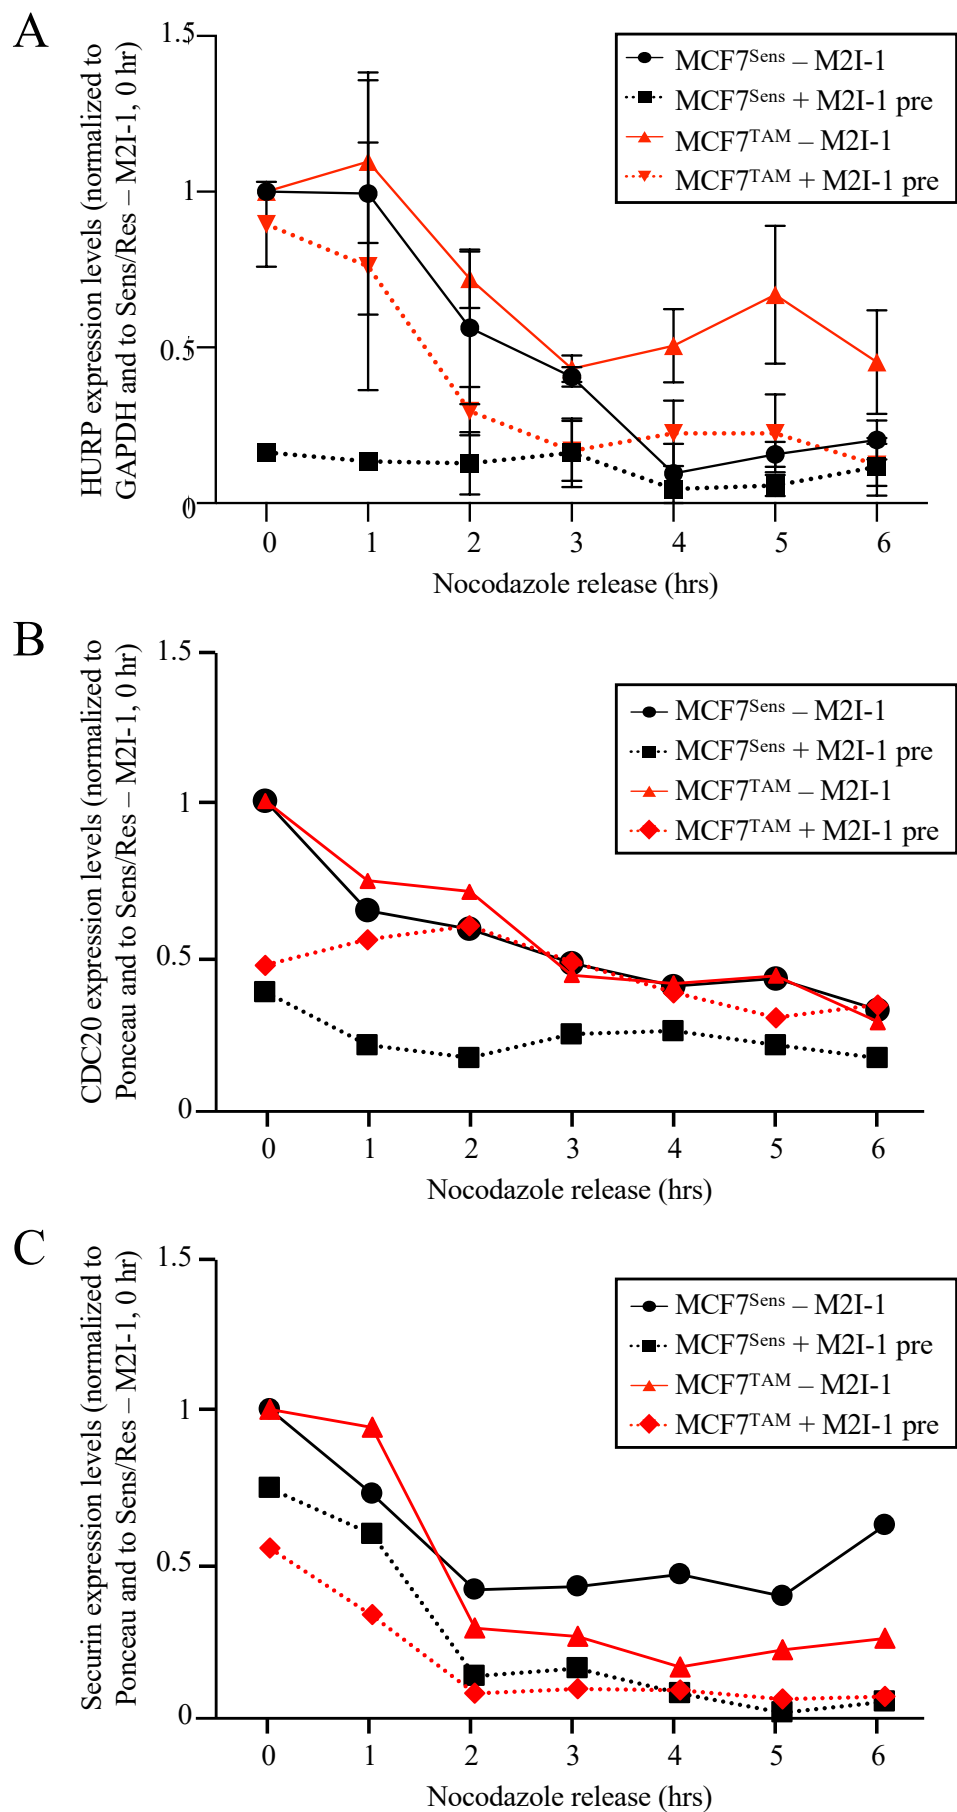 A
HURP expression levels (normalized to
GAPDH and to Sens/Res – M2I-1, 0 hr)
1.5
1
0.5
0
MCF7Sens – M2I-1
MCF7Sens + M2I-1 pre
MCF7TAM – M2I-1
MCF7TAM + M2I-1 pre
0 1 2 3 4 5 6
Nocodazole release (hrs)
B
CDC20 expression levels (normalized to
Ponceau and to Sens/Res – M2I-1, 0 hr)
1.5
1
0.5
0
MCF7Sens – M2I-1
MCF7Sens + M2I-1 pre
MCF7TAM – M2I-1
MCF7TAM + M2I-1 pre
0 1 2 3 4 5 6
Nocodazole release (hrs)
C
Securin expression levels (normalized to
Ponceau and to Sens/Res – M2I-1, 0 hr)
1.5
1
0.5
0
MCF7Sens – M2I-1
MCF7Sens + M2I-1 pre
MCF7TAM – M2I-1
MCF7TAM + M2I-1 pre
0 1 2 3 4 5 6
Nocodazole release (hrs)